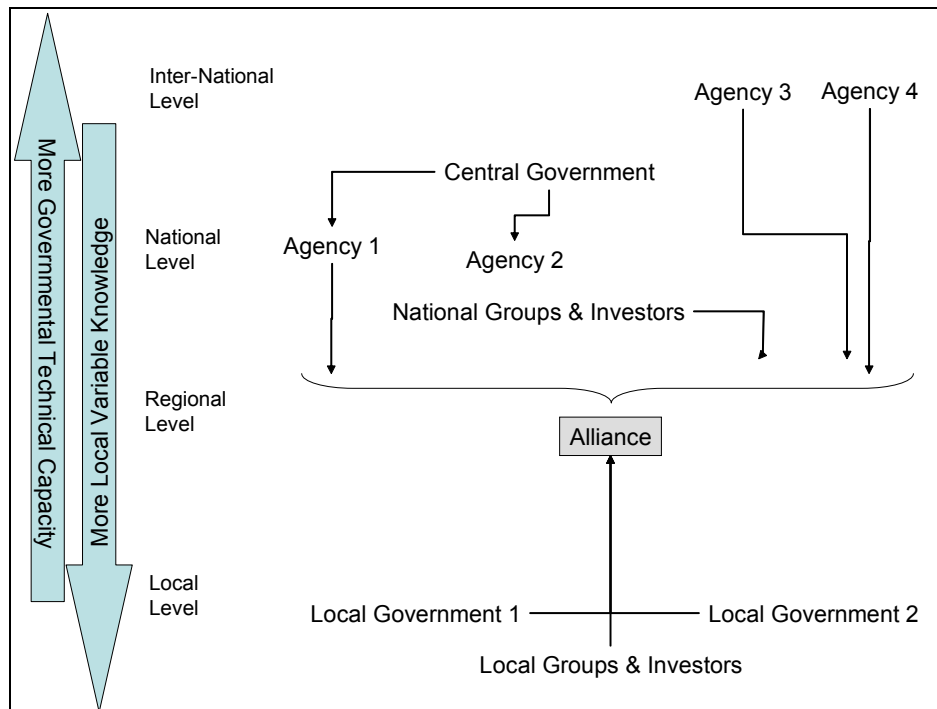 Inter-National
Level
Agency 3
Agency 4
Central Government
National
Level
Agency 1
Agency 2
National Groups & Investors
Regional
Level
Alliance
Local
Level
Local Government 1
Local Government 2
Local Groups & Investors
More Governmental Technical Capacity
More Local Variable Knowledge